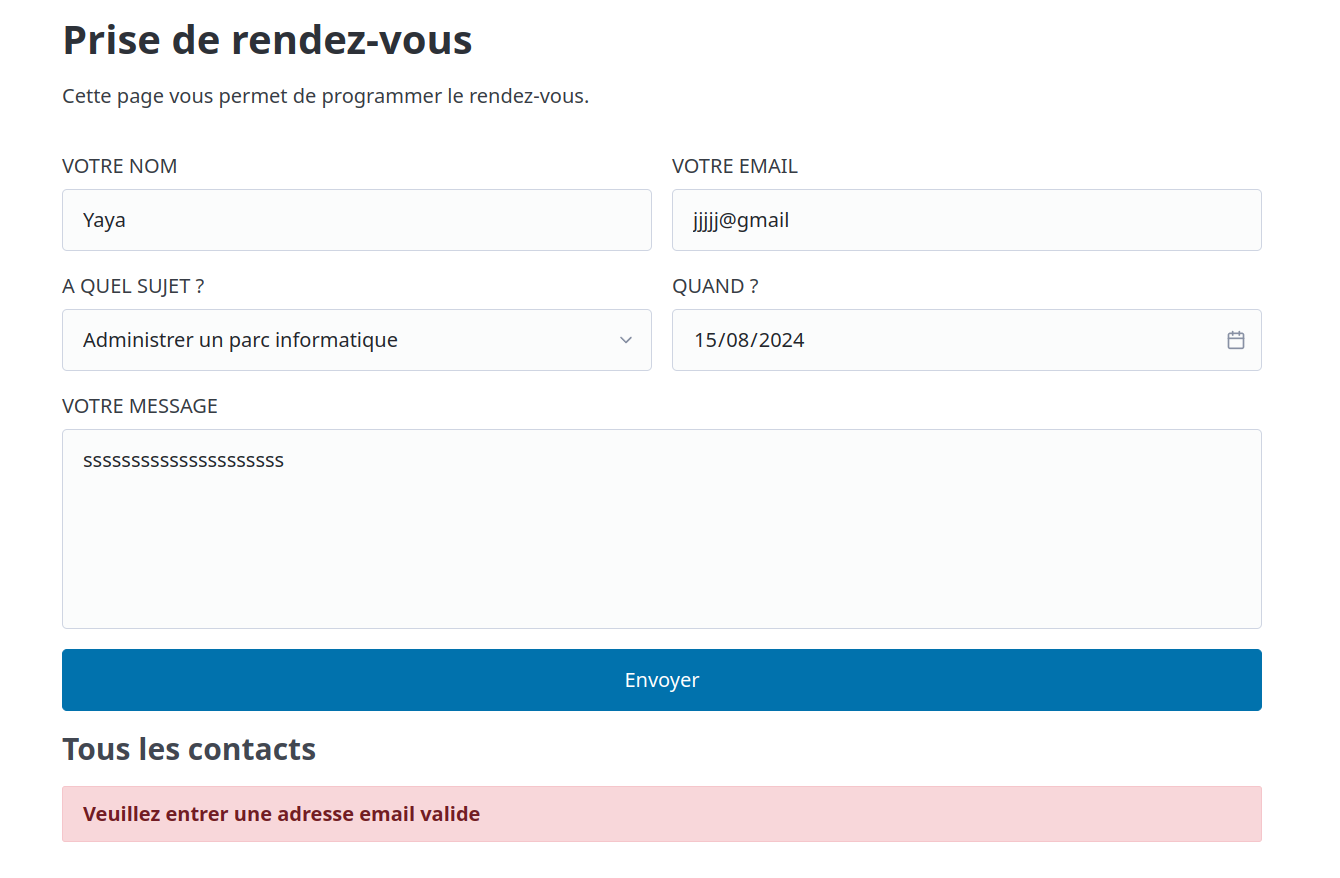 Prise de rendez-vous
Cette page vous permet de programmer le rendez-vous.
VOTRE NOM
VOTRE EMAIL
Yaya
jjjjj@gmail
A QUEL SUJET ?
QUAND ?
Administrer un parc informatique
15/08/2024
VOTRE MESSAGE
sssssssssssssssssssss
Envoyer
Tous les contacts
Veuillez entrer une adresse email valide